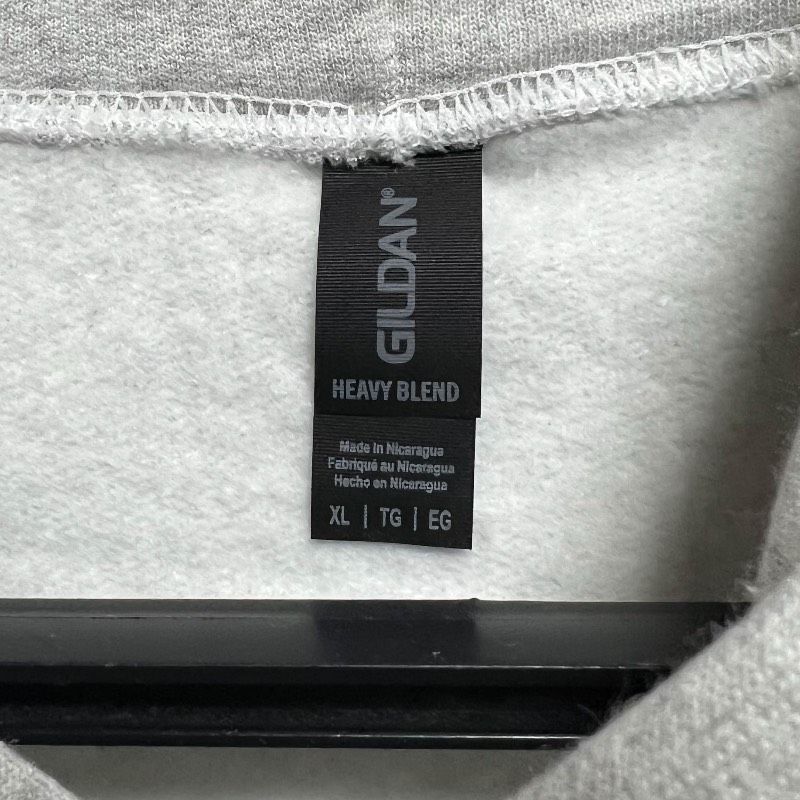 GILDAN®
HEAVY BLEND
Made in Nicaragua
Fabriqué au Nicaragua
Hecho en Nicaragua
XL | TG | EG